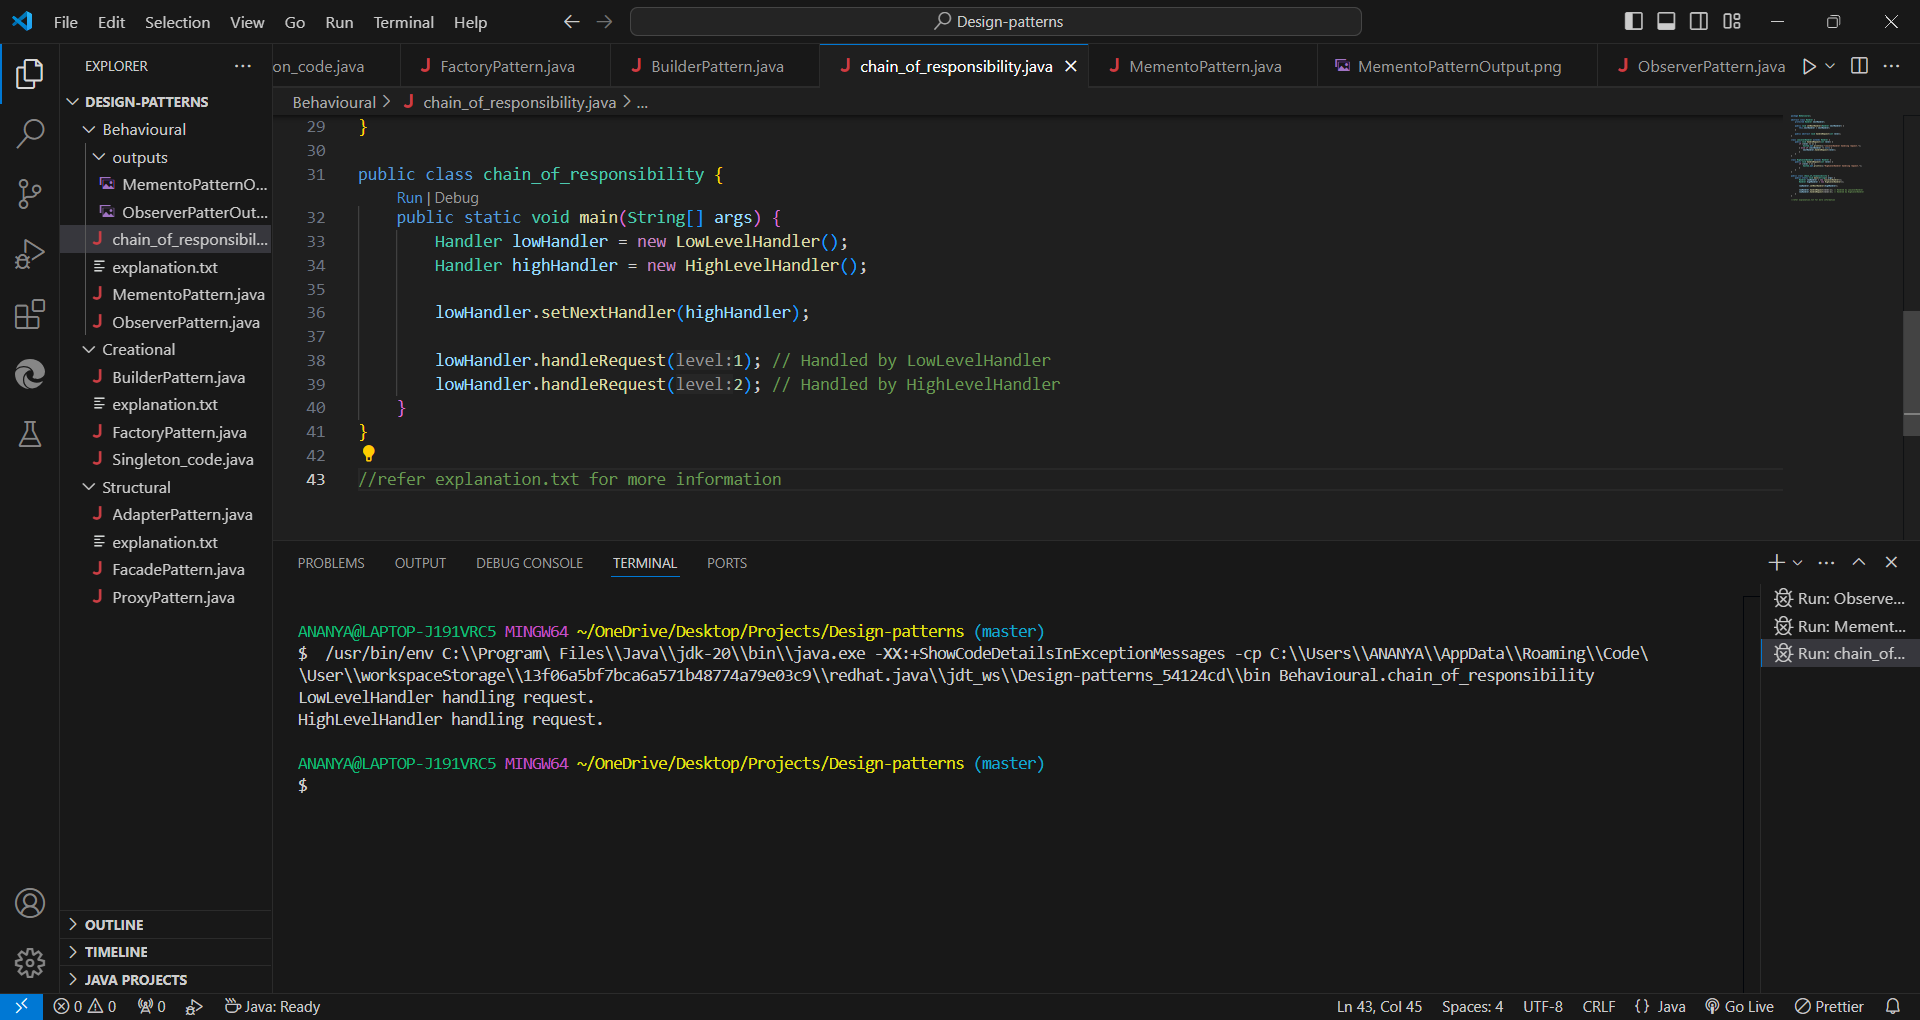 File Edit Selection View Go Run Terminal Help
Design-patterns
EXPLORER
on_code.java
FactoryPattern.java
BuilderPattern.java
chain_of_responsibility.java
MementoPattern.java
MementoPatternOutput.png
ObserverPattern.java
DESIGN-PATTERNS
Behavioural
outputs
MementoPatternO...
ObserverPatterOut...
chain_of_responsibil...
explanation.txt
MementoPattern.java
ObserverPattern.java
Creational
BuilderPattern.java
explanation.txt
FactoryPattern.java
Singleton_code.java
Structural
AdapterPattern.java
explanation.txt
FacadePattern.java
ProxyPattern.java
OUTLINE
TIMELINE
JAVA PROJECTS
Behavioural > chain_of_responsibility.java > ...
29 }
30
31 public class chain_of_responsibility {
Run | Debug
32 public static void main(String[] args) {
33 Handler lowHandler = new LowLevelHandler();
34 Handler highHandler = new HighLevelHandler();
35
36 lowHandler.setNextHandler(highHandler);
37
38 lowHandler.handleRequest(level:1); // Handled by LowLevelHandler
39 lowHandler.handleRequest(level:2); // Handled by HighLevelHandler
40 }
41 }
42
43 //refer explanation.txt for more information
PROBLEMS OUTPUT DEBUG CONSOLE TERMINAL PORTS
ANANYA@LAPTOP-J191VRC5 MINGW64 ~/OneDrive/Desktop/Projects/Design-patterns (master)
$ /usr/bin/env C:\\Program\ Files\\Java\\jdk-20\\bin\\java.exe -XX:+ShowCodeDetailsInExceptionMessages -cp C:\\Users\\ANANYA\\AppData\\Roaming\\Code\
\User\\workspaceStorage\\13f06a5bf7bca6a571b48774a79e03c9\\redhat.java\\jdt_ws\\Design-patterns_54124cd\\bin Behavioural.chain_of_responsibility
LowLevelHandler handling request.
HighLevelHandler handling request.
ANANYA@LAPTOP-J191VRC5 MINGW64 ~/OneDrive/Desktop/Projects/Design-patterns (master)
$
Run: Observe...
Run: Mement...
Run: chain_of...
0 0 0 Java: Ready
Ln 43, Col 45 Spaces: 4 UTF-8 CRLF {} Java Go Live Prettier